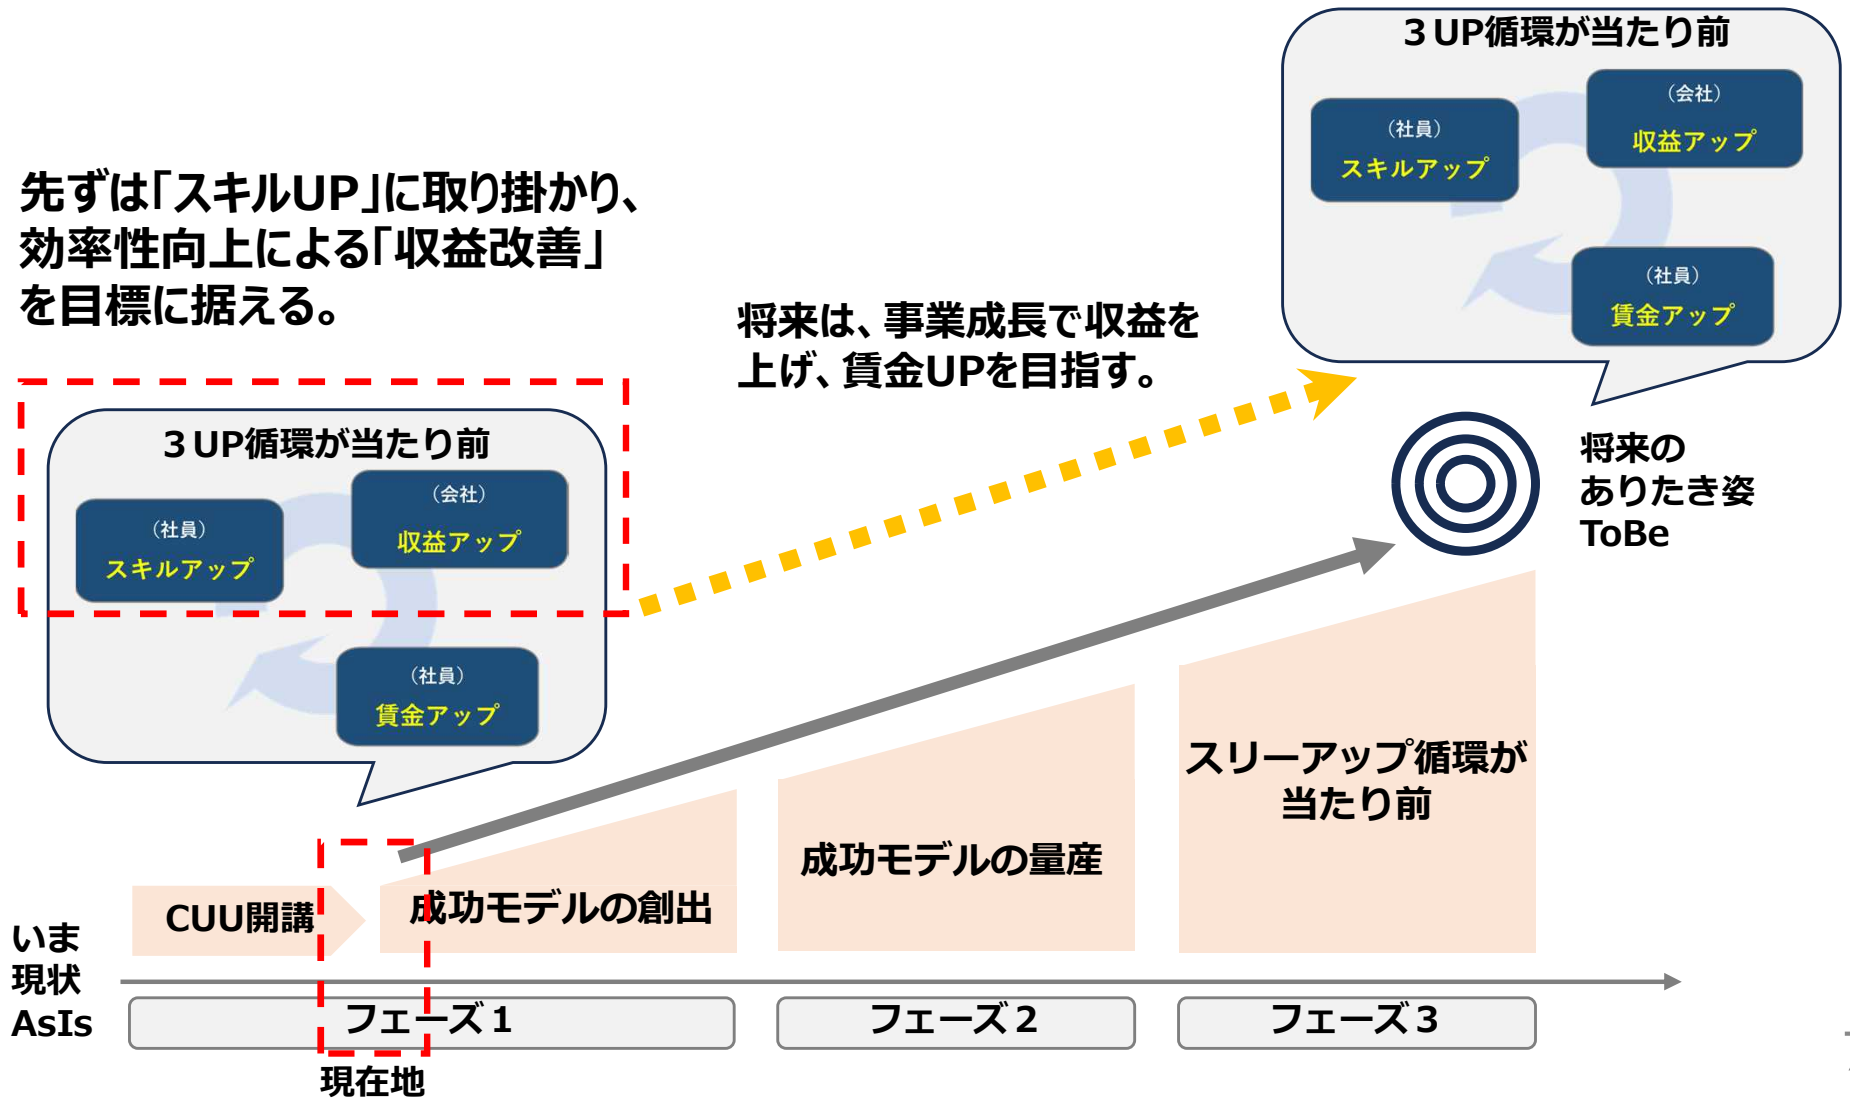 ３UP循環が当たり前
（会社）
収益アップ
（社員）
スキルアップ
（社員）
賃金アップ
先ずは｢スキルUP｣に取り掛かり、
効率性向上による｢収益改善｣
を目標に据える。
将来は、事業成長で収益を
上げ、賃金UPを目指す。
３UP循環が当たり前
（会社）
収益アップ
（社員）
スキルアップ
（社員）
賃金アップ
将来の
ありたき姿
ToBe
スリーアップ循環が
当たり前
成功モデルの量産
成功モデルの創出
CUU開講
いま
現状
AsIs
フェーズ１
フェーズ２
フェーズ３
現在地